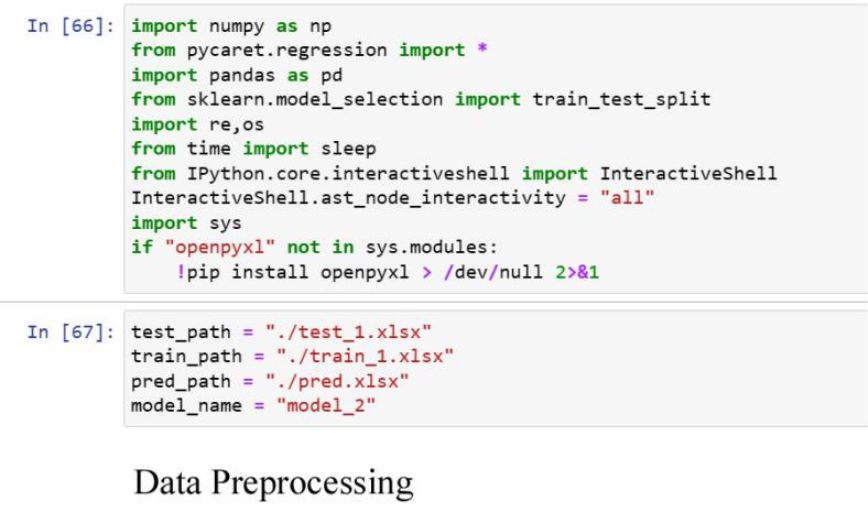 In [66]: import numpy as np
from pycaret.regression import *
import pandas as pd
from sklearn.model_selection import train_test_split
import re,os
from time import sleep
from IPython.core.interactiveshell import InteractiveShell
InteractiveShell.ast_node_interactivity = "all"
import sys
if "openpyxl" not in sys.modules:
    !pip install openpyxl > /dev/null 2>&1
In [67]: test_path = "./test_1.xlsx"
train_path = "./train_1.xlsx"
pred_path = "./pred.xlsx"
model_name = "model_2"
Data Preprocessing